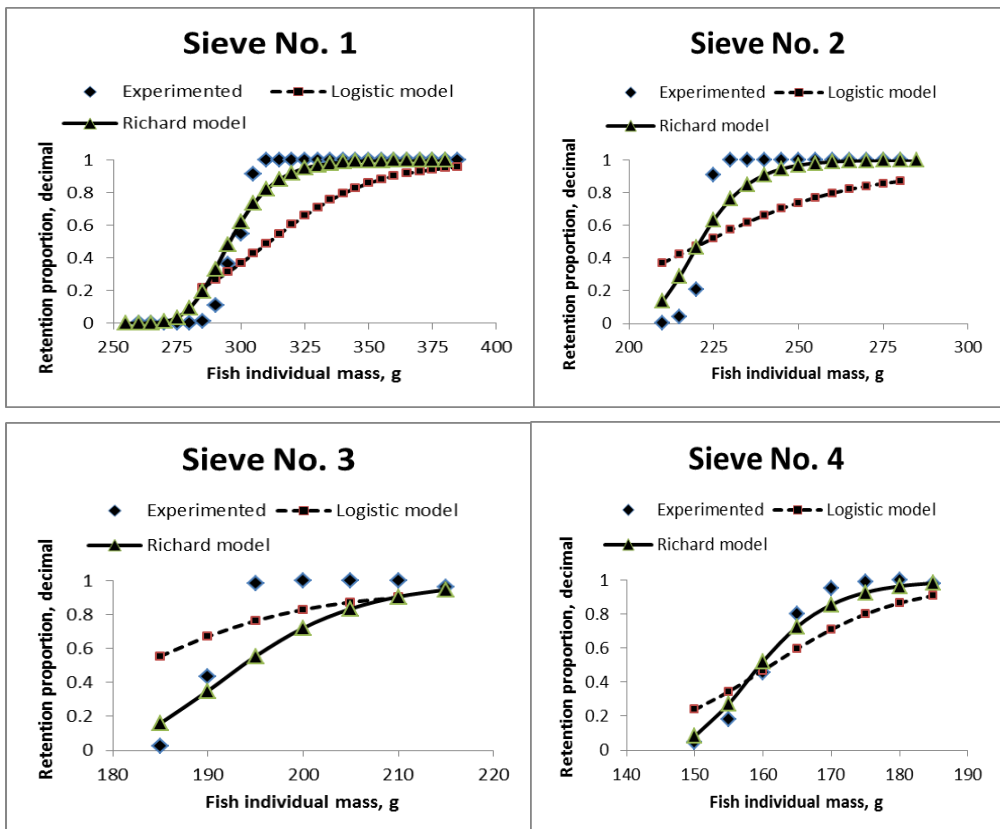 Sieve No. 1
Experimented
Logistic model
Richard model
Retention proportion, decimal
1
0.8
0.6
0.4
0.2
0
250 275 300 325 350 375 400
Fish individual mass, g
Sieve No. 2
Experimented
Logistic model
Richard model
Retention proportion, decimal
1
0.8
0.6
0.4
0.2
0
200 225 250 275 300
Fish individual mass, g
Sieve No. 3
Experimented
Logistic model
Richard model
Retention proportion, decimal
1
0.8
0.6
0.4
0.2
0
180 190 200 210 220
Fish individual mass, g
Sieve No. 4
Experimented
Logistic model
Richard model
Retention proportion, decimal
1
0.8
0.6
0.4
0.2
0
140 150 160 170 180 190
Fish individual mass, g